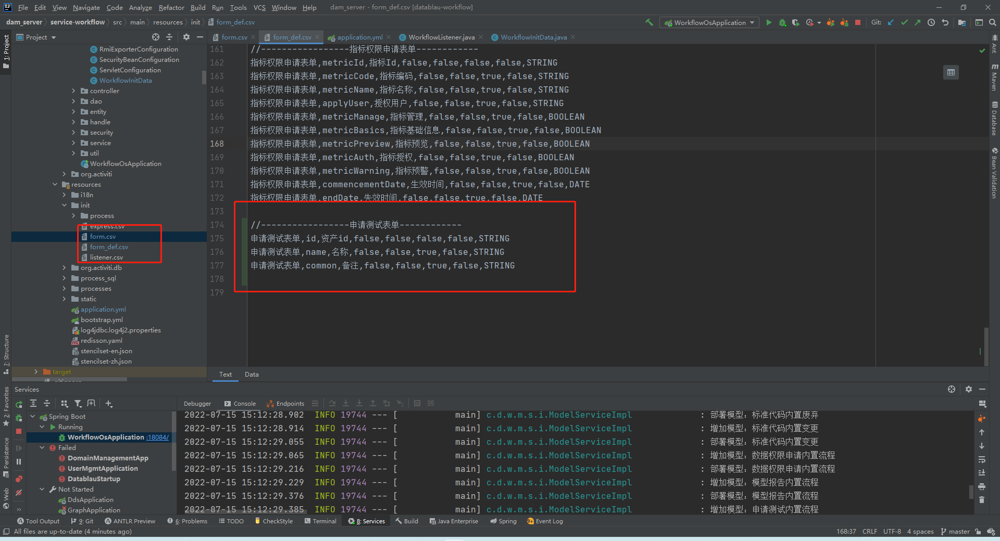 File Edit View Navigate Code Analyze Refactor Build Run Tools VCS Window Help dam_server - form_def.csv [datablau-workflow]
dam_server service-workflow src main resources init form_def.csv WorkflowOsApplication Git:
Project form.csv form_def.csv application.yml WorkflowListener.java WorkflowInitData.java
1: Project
RmiExporterConfiguration
SecurityBeanConfiguration
ServletConfiguration
WorkflowInitData
controller
dao
entity
handle
security
service
util
WorkflowOsApplication
org.activiti
resources
i18n
init
process
express.csv
form.csv
form_def.csv
listener.csv
org.activiti.db
process_sql
processes
static
application.yml
bootstrap.yml
log4jdbc.log4j2.properties
redisson.yaml
stencilset-en.json
stencilset-zh.json
target
.gitignore
161 //-----------------指标权限申请表单------------
162 指标权限申请表单,metricId,指标Id,false,false,false,false,STRING
163 指标权限申请表单,metricCode,指标编码,false,false,true,false,STRING
164 指标权限申请表单,metricName,指标名称,false,false,true,false,STRING
165 指标权限申请表单,applyUser,授权用户,false,false,true,false,STRING
166 指标权限申请表单,metricManage,指标管理,false,false,true,false,BOOLEAN
167 指标权限申请表单,metricBasics,指标基础信息,false,false,true,false,BOOLEAN
168 指标权限申请表单,metricPreview,指标预览,false,false,true,false,BOOLEAN
169 指标权限申请表单,metricAuth,指标授权,false,false,true,false,BOOLEAN
170 指标权限申请表单,metricWarning,指标预警,false,false,true,false,BOOLEAN
171 指标权限申请表单,commencementDate,生效时间,false,false,true,false,DATE
172 指标权限申请表单,endDate,失效时间,false,false,true,false,DATE
173
174 //-----------------申请测试表单------------
175 申请测试表单,id,资产id,false,false,false,false,STRING
176 申请测试表单,name,名称,false,false,true,false,STRING
177 申请测试表单,common,备注,false,false,true,false,STRING
178
179
Text Data
Ant
Maven
Database
Bean Validation
7: Structure
2: Favorites
Persistence
Web
Services
Debugger Console Endpoints
Spring Boot
Running
WorkflowOsApplication :18084/
Failed
DomainManagementApp
UserMgmtApplication
DatablauStartup
Not Started
DdsApplication
GraphApplication
2022-07-15 15:12:28.902 INFO 19744 --- [ main] c.d.w.m.s.i.ModelServiceImpl : 部署模型: 标准代码内置废弃
2022-07-15 15:12:28.914 INFO 19744 --- [ main] c.d.w.m.s.i.ModelServiceImpl : 增加模型: 标准代码内置变更
2022-07-15 15:12:29.055 INFO 19744 --- [ main] c.d.w.m.s.i.ModelServiceImpl : 部署模型: 标准代码内置变更
2022-07-15 15:12:29.065 INFO 19744 --- [ main] c.d.w.m.s.i.ModelServiceImpl : 增加模型: 数据权限申请内置流程
2022-07-15 15:12:29.216 INFO 19744 --- [ main] c.d.w.m.s.i.ModelServiceImpl : 部署模型: 数据权限申请内置流程
2022-07-15 15:12:29.229 INFO 19744 --- [ main] c.d.w.m.s.i.ModelServiceImpl : 增加模型: 模型报告内置流程
2022-07-15 15:12:29.376 INFO 19744 --- [ main] c.d.w.m.s.i.ModelServiceImpl : 部署模型: 模型报告内置流程
2022-07-15 15:12:29.385 INFO 19744 --- [ main] c.d.w.m.s.i.ModelServiceImpl : 增加模型: 申请测试内置流程
Tool Output 9: Git ANTLR Preview 6: Problems TODO CheckStyle Terminal 8: Services Build Java Enterprise Spring 9+ Event Log
All files are up-to-date (4 minutes ago) 168:37 CRLF UTF-8 4 spaces master